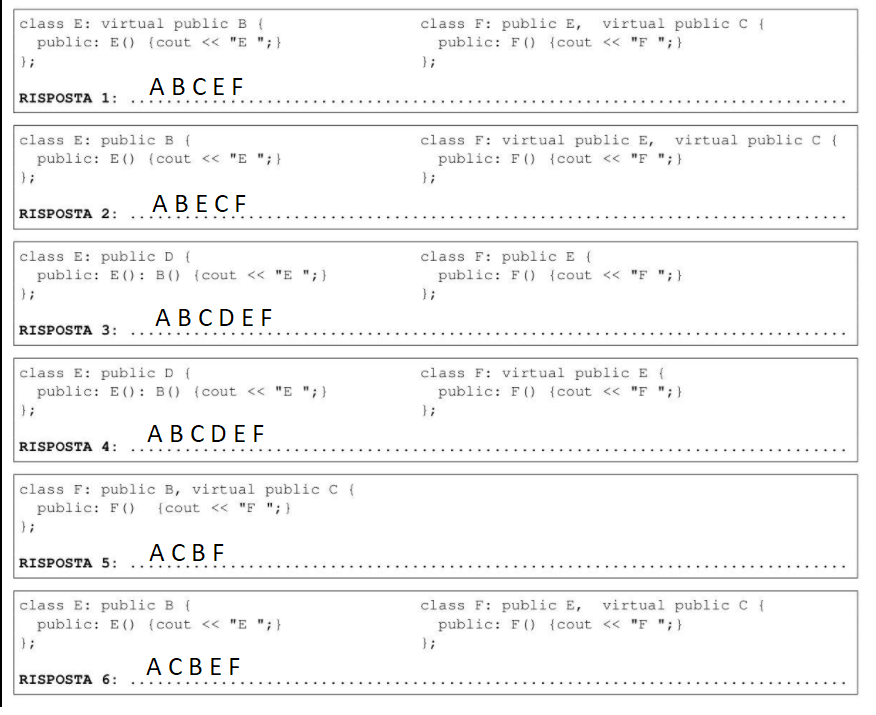 class E: virtual public B {    class F: public E,  virtual public C {
  public: E() {cout << "E ";}    public: F() {cout << "F ";}
};    };
RISPOSTA 1: A B C E F
class E: public B {    class F: virtual public E,  virtual public C {
  public: E() {cout << "E ";}    public: F() {cout << "F ";}
};    };
RISPOSTA 2: A B E C F
class E: public D {    class F: public E {
  public: E(): B() {cout << "E ";}    public: F() {cout << "F ";}
};    };
RISPOSTA 3: A B C D E F
class E: public D {    class F: virtual public E {
  public: E(): B() {cout << "E ";}    public: F() {cout << "F ";}
};    };
RISPOSTA 4: A B C D E F
class F: public B, virtual public C {
  public: F()  {cout << "F ";}
};
RISPOSTA 5: A C B F
class E: public B {    class F: public E,  virtual public C {
  public: E() {cout << "E ";}    public: F() {cout << "F ";}
};    };
RISPOSTA 6: A C B E F